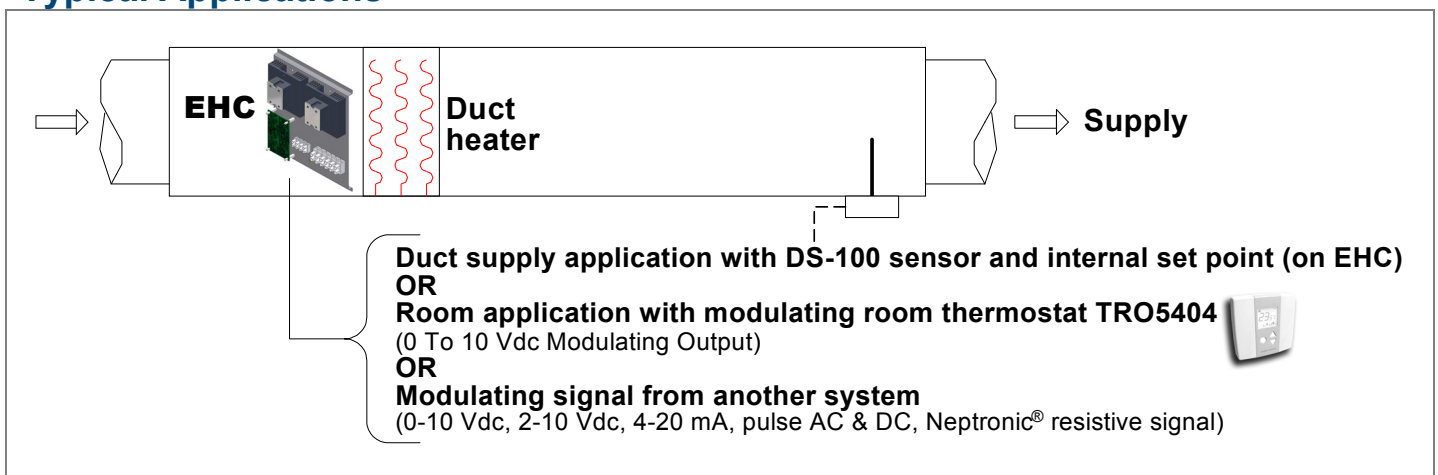 EHC
Duct
heater
Supply
Duct supply application with DS-100 sensor and internal set point (on EHC)
OR
Room application with modulating room thermostat TRO5404
(0 To 10 Vdc Modulating Output)
OR
Modulating signal from another system
(0-10 Vdc, 2-10 Vdc, 4-20 mA, pulse AC & DC, Neptronic® resistive signal)